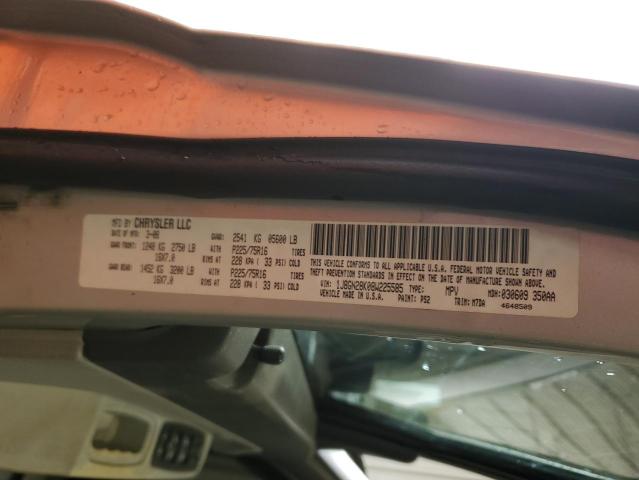 MFD BY CHRYSLER LLC
DATE OF MFR 3-08 GVWR: 2541 KG 05600 LB
GAWR FRONT: 1248 KG 2750 LB WITH P225/75R16 TIRES
16X7.0 RIMS AT 228 KPA ( 33 PSI) COLD
GAWR REAR: 1452 KG 3200 LB WITH P225/75R16 TIRES
16X7.0 RIMS AT 228 KPA ( 33 PSI) COLD
THIS VEHICLE CONFORMS TO ALL APPLICABLE U.S.A. FEDERAL MOTOR VEHICLE SAFETY AND
THEFT PREVENTION STANDARDS IN EFFECT ON THE DATE OF MANUFACTURE SHOWN ABOVE.
VIN: 1J8GN28K08W225585 TYPE: MPV MDH: 030609 350AA
VEHICLE MADE IN U.S.A. PAINT: PS2 TRIM: M7DA 4648509